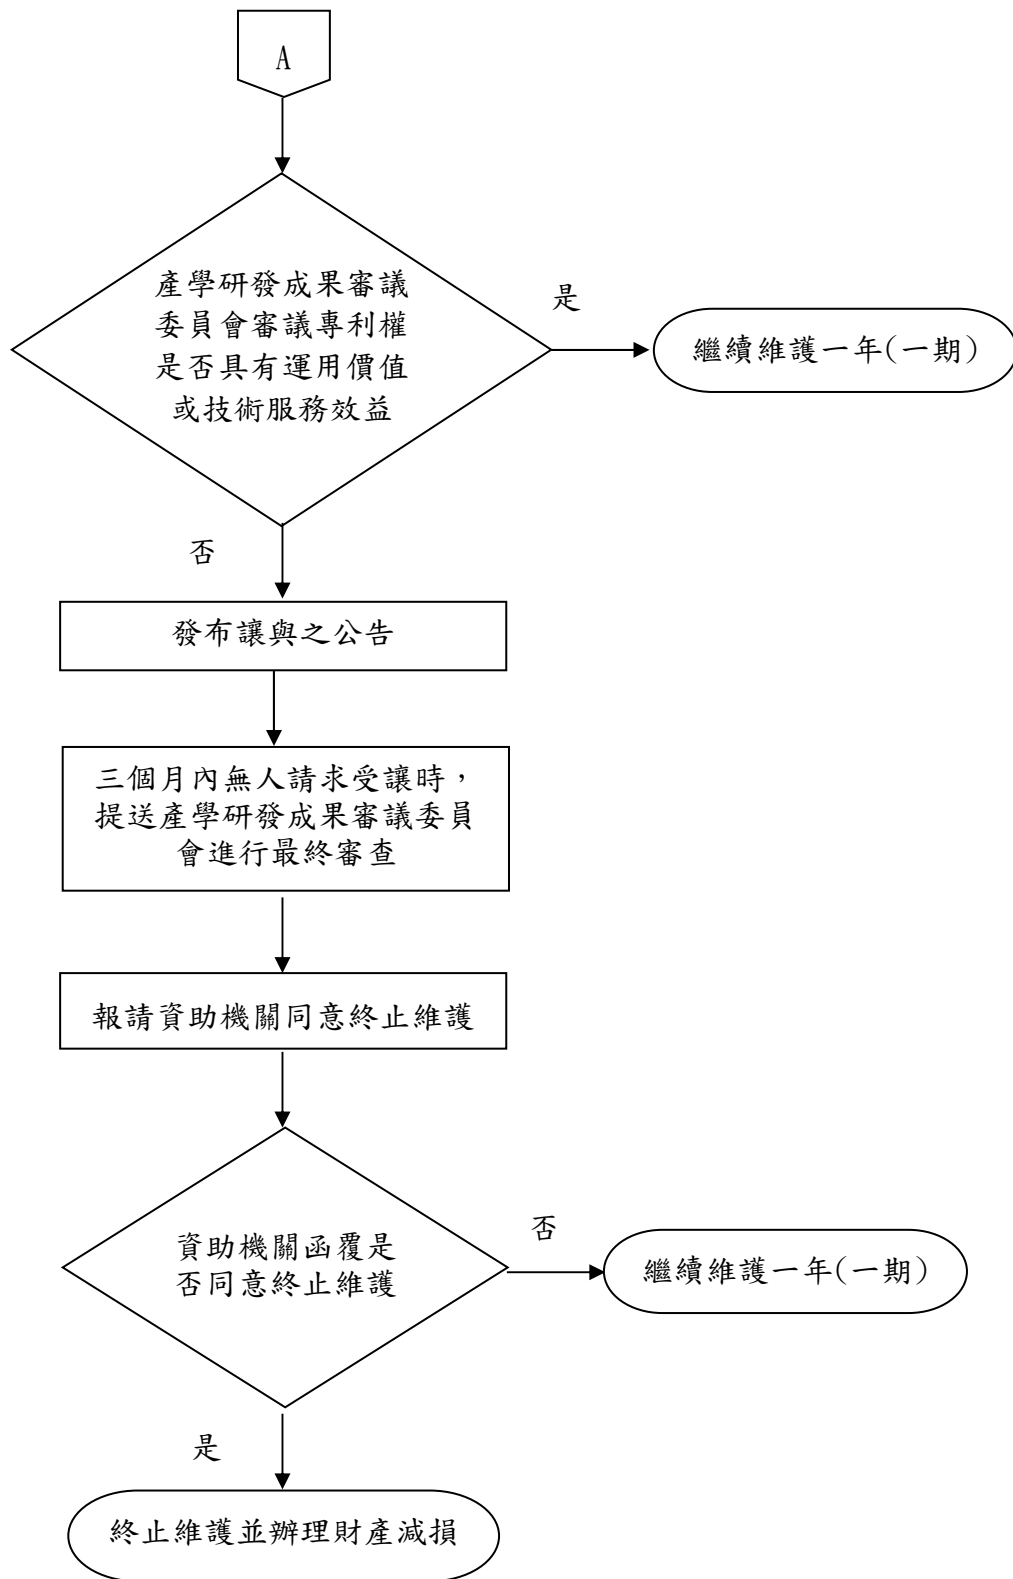 A
產學研發成果審議
委員會審議專利權
是否具有運用價值
或技術服務效益
是
繼續維護一年(一期)
否
發布讓與之公告
三個月內無人請求受讓時，
提送產學研發成果審議委員
會進行最終審查
報請資助機關同意終止維護
資助機關函覆是
否同意終止維護
否
繼續維護一年(一期)
是
終止維護並辦理財產減損